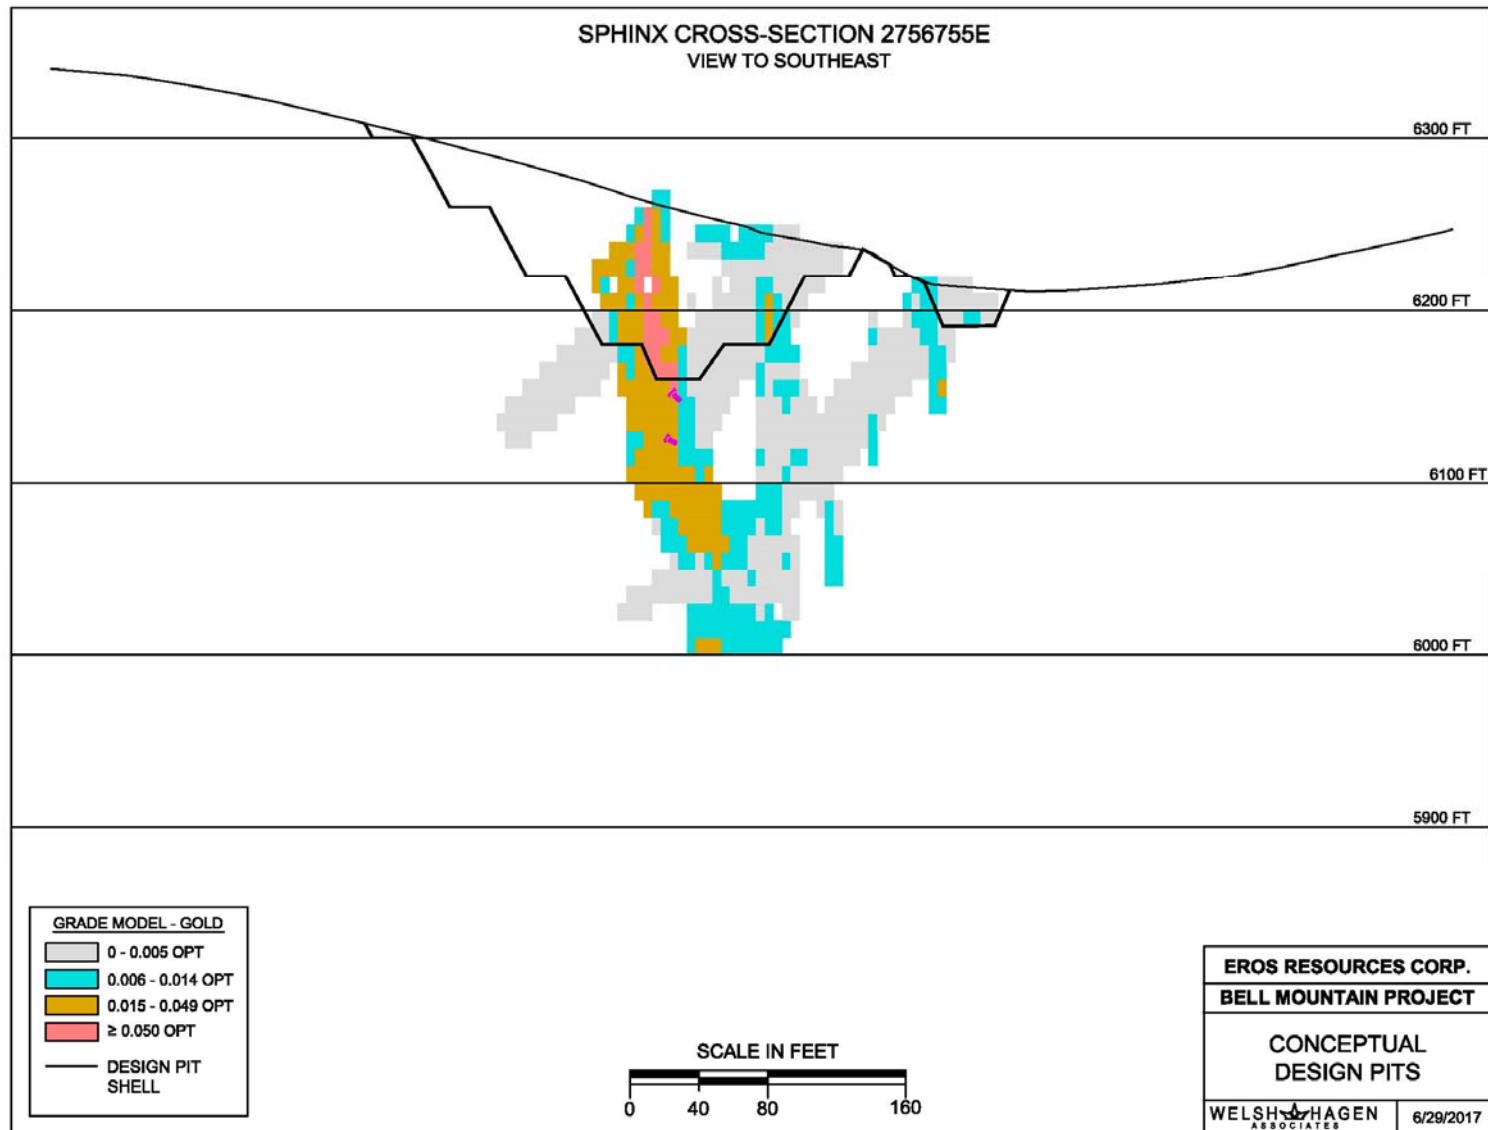 SPHINX CROSS-SECTION 2756755E
VIEW TO SOUTHEAST
6300 FT
6200 FT
6100 FT
6000 FT
5900 FT
GRADE MODEL - GOLD
0 - 0.005 OPT
0.006 - 0.014 OPT
0.015 - 0.049 OPT
≥ 0.050 OPT
DESIGN PIT
SHELL
SCALE IN FEET
0 40 80 160
EROS RESOURCES CORP.
BELL MOUNTAIN PROJECT
CONCEPTUAL
DESIGN PITS
WELSH HAGEN
ASSOCIATES
6/29/2017